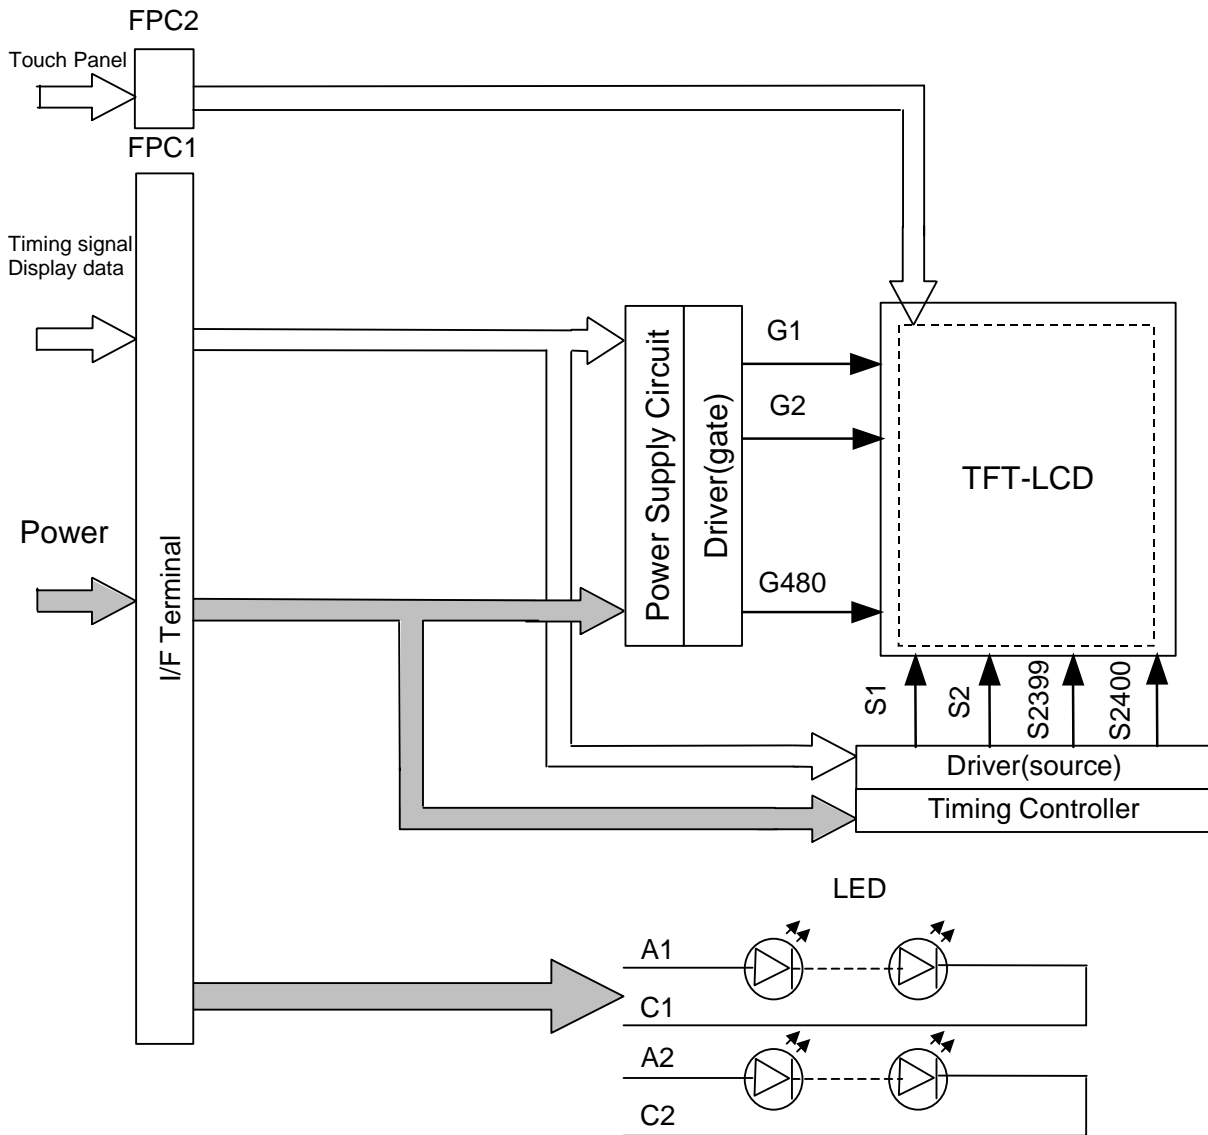 FPC2
Touch Panel
FPC1
Timing signal
Display data
Power
I/F Terminal
Power Supply Circuit
Driver(gate)
G1
G2
G480
TFT-LCD
S1
S2
S2399
S2400
Driver(source)
Timing Controller
LED
A1
C1
A2
C2